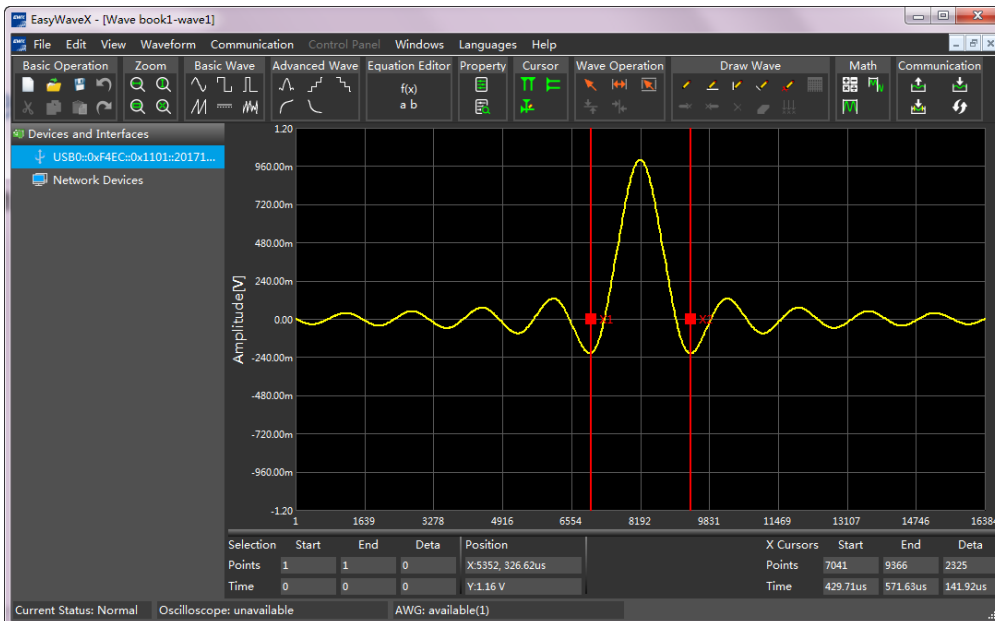 EasyWaveX - [Wave book1-wave1]
File Edit View Waveform Communication Control Panel Windows Languages Help
Basic Operation Zoom Basic Wave Advanced Wave Equation Editor Property Cursor Wave Operation Draw Wave Math Communication
f(x)
a b
Devices and Interfaces
USB0::0xF4EC::0x1101::20171...
Network Devices
Amplitude[V]
1.20
960.00m
720.00m
480.00m
240.00m
0.00
-240.00m
-480.00m
-720.00m
-960.00m
-1.20
X1 X2
1 1639 3278 4916 6554 8192 9831 11469 13107 14746 16384
Selection Start End Deta Position X Cursors Start End Deta
Points 1 1 0 X:5352, 326.62us Points 7041 9366 2325
Time 0 0 0 Y:1.16 V Time 429.71us 571.63us 141.92us
Current Status: Normal Oscilloscope: unavailable AWG: available(1)